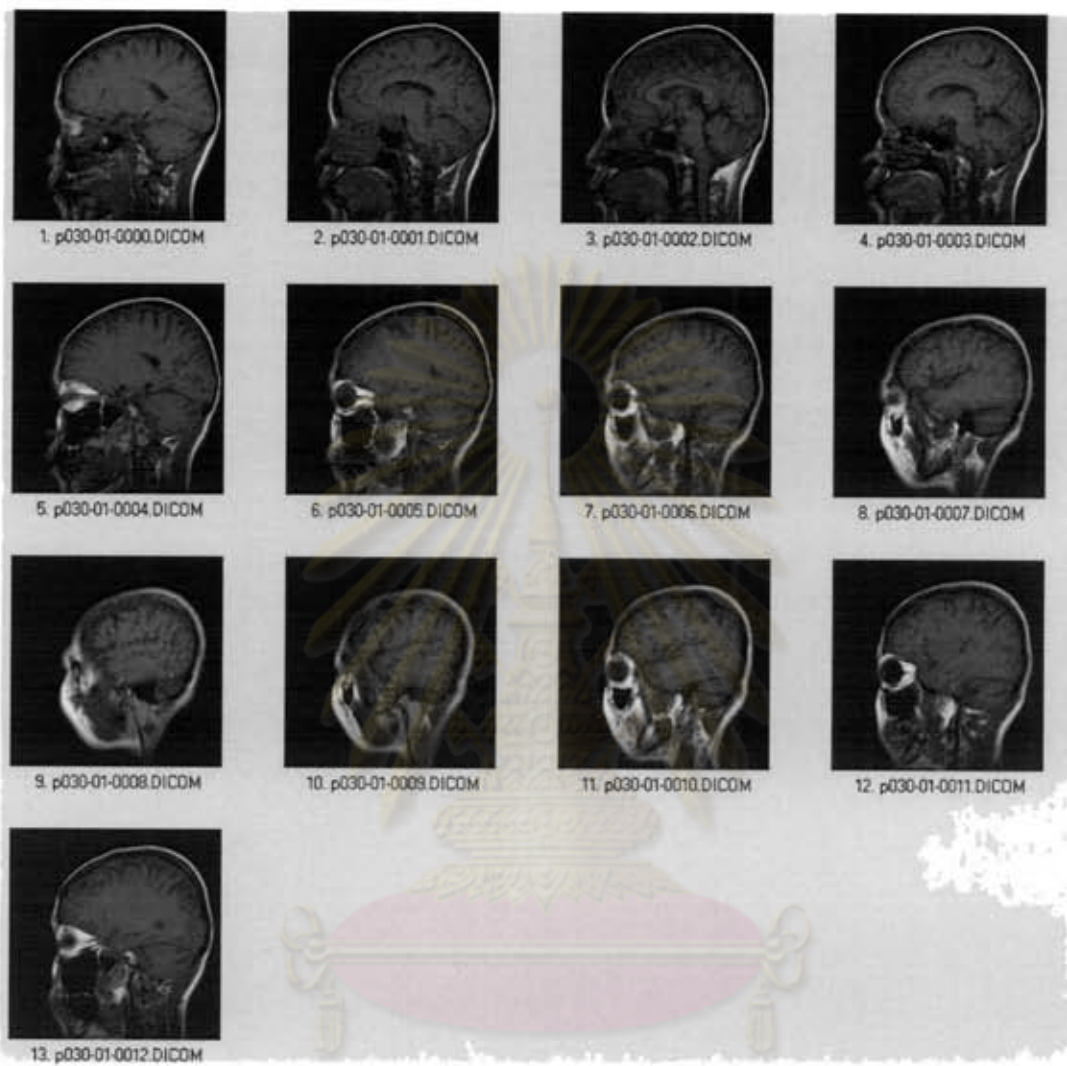 1. p030-01-0000.DICOM
2. p030-01-0001.DICOM
3. p030-01-0002.DICOM
4. p030-01-0003.DICOM
5. p030-01-0004.DICOM
6. p030-01-0005.DICOM
7. p030-01-0006.DICOM
8. p030-01-0007.DICOM
9. p030-01-0008.DICOM
10. p030-01-0009.DICOM
11. p030-01-0010.DICOM
12. p030-01-0011.DICOM
13. p030-01-0012.DICOM